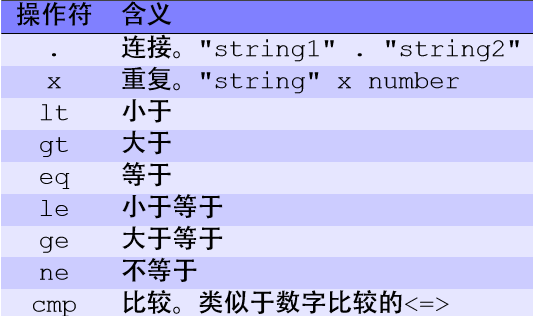 操作符 含义
. 连接。"string1" . "string2"
x 重复。"string" x number
lt 小于
gt 大于
eq 等于
le 小于等于
ge 大于等于
ne 不等于
cmp 比较。类似于数字比较的<=>